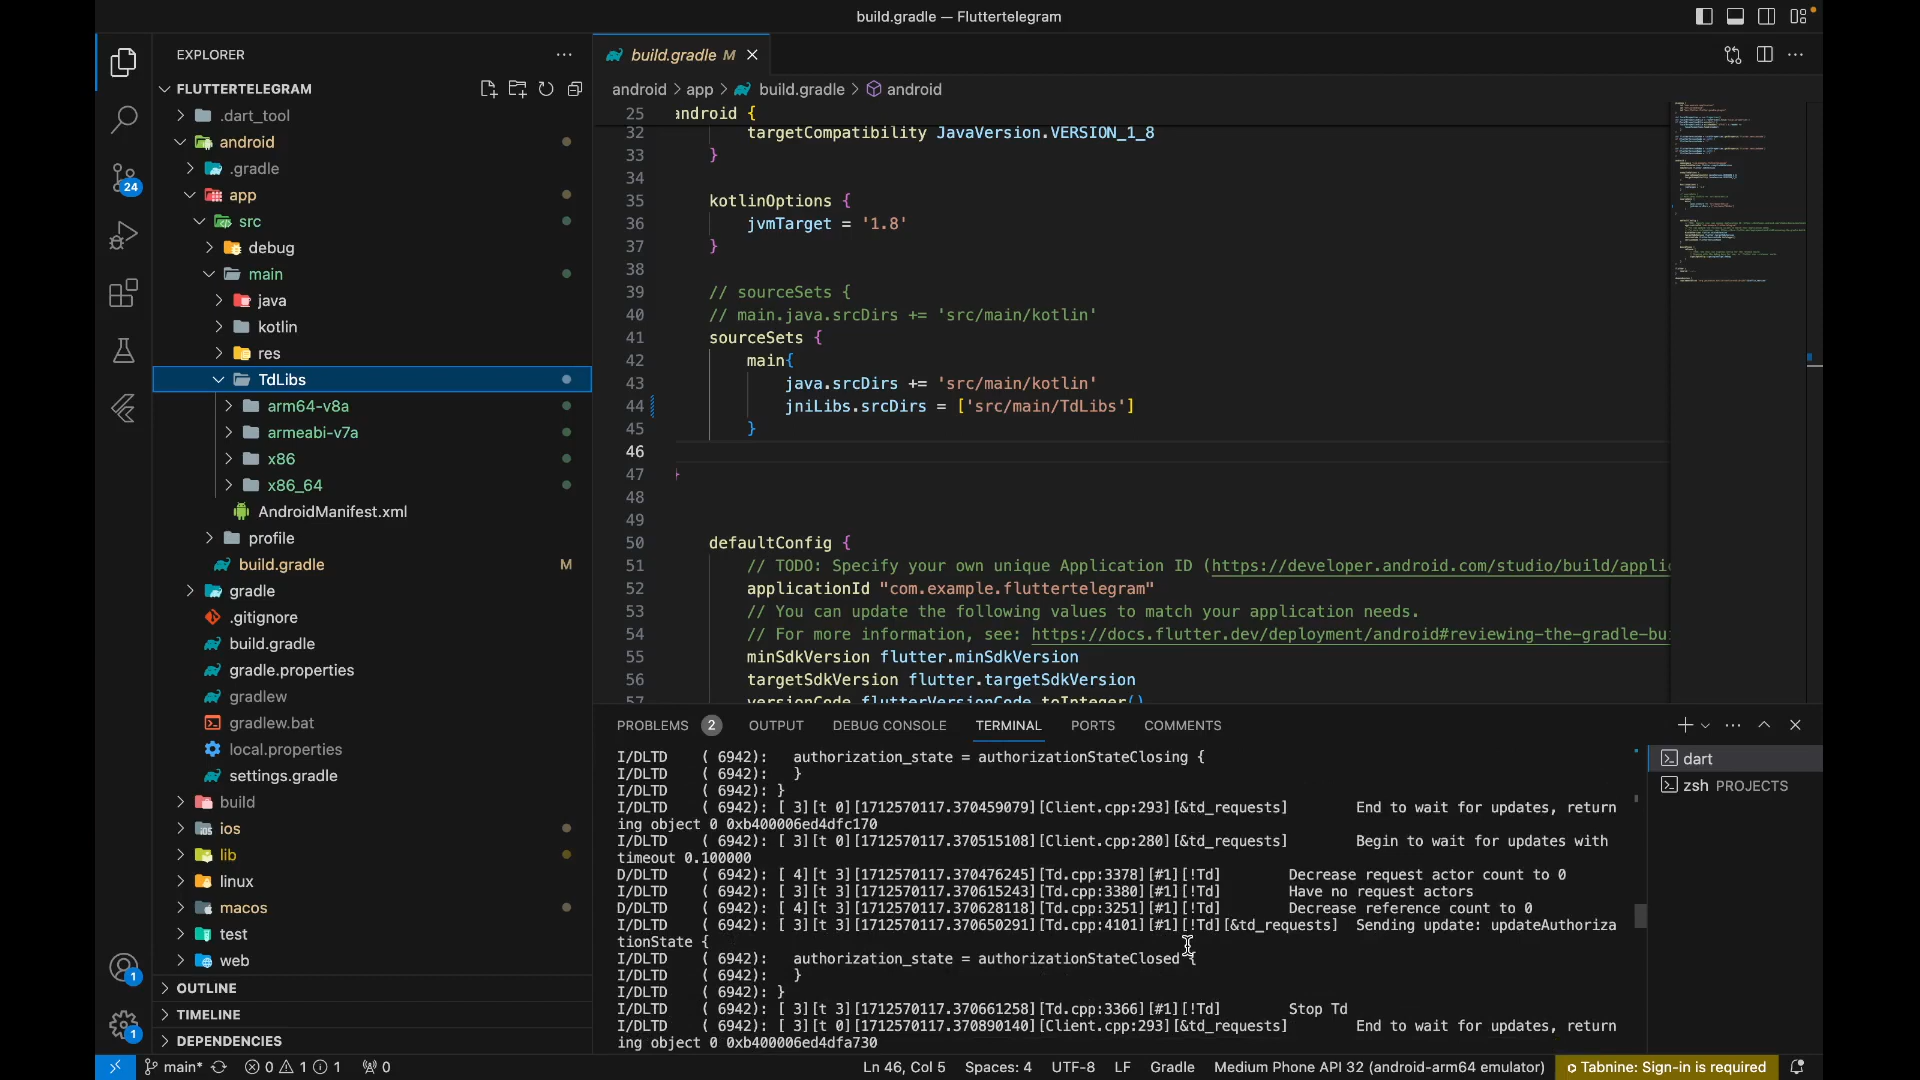 build.gradle — Fluttertelegram
EXPLORER
FLUTTERTELEGRAM
.dart_tool
android
.gradle
app
src
debug
main
java
kotlin
res
TdLibs
arm64-v8a
armeabi-v7a
x86
x86_64
AndroidManifest.xml
profile
build.gradle M
gradle
.gitignore
build.gradle
gradle.properties
gradlew
gradlew.bat
local.properties
settings.gradle
build
ios
lib
linux
macos
test
web
OUTLINE
TIMELINE
DEPENDENCIES
24
1
1
build.gradle M
android > app > build.gradle > android
25 android {
32 targetCompatibility JavaVersion.VERSION_1_8
33 }
34
35 kotlinOptions {
36 jvmTarget = '1.8'
37 }
38
39 // sourceSets {
40 // main.java.srcDirs += 'src/main/kotlin'
41 sourceSets {
42 main{
43 java.srcDirs += 'src/main/kotlin'
44 jniLibs.srcDirs = ['src/main/TdLibs']
45 }
46
47 }
48
49
50 defaultConfig {
51 // TODO: Specify your own unique Application ID (https://developer.android.com/studio/build/applic
52 applicationId "com.example.fluttertelegram"
53 // You can update the following values to match your application needs.
54 // For more information, see: https://docs.flutter.dev/deployment/android#reviewing-the-gradle-bu
55 minSdkVersion flutter.minSdkVersion
56 targetSdkVersion flutter.targetSdkVersion
57 versionCode flutterVersionCode.toInteger()
PROBLEMS 2 OUTPUT DEBUG CONSOLE TERMINAL PORTS COMMENTS
I/DLTD ( 6942): authorization_state = authorizationStateClosing {
I/DLTD ( 6942): }
I/DLTD ( 6942): }
I/DLTD ( 6942): [ 3][t 0][1712570117.370459079][Client.cpp:293][&td_requests] End to wait for updates, return
ing object 0 0xb400006ed4dfc170
I/DLTD ( 6942): [ 3][t 0][1712570117.370515108][Client.cpp:280][&td_requests] Begin to wait for updates with
timeout 0.100000
D/DLTD ( 6942): [ 4][t 3][1712570117.370476245][Td.cpp:3378][#1][!Td] Decrease request actor count to 0
I/DLTD ( 6942): [ 3][t 3][1712570117.370615243][Td.cpp:3380][#1][!Td] Have no request actors
D/DLTD ( 6942): [ 4][t 3][1712570117.370628118][Td.cpp:3251][#1][!Td] Decrease reference count to 0
I/DLTD ( 6942): [ 3][t 3][1712570117.370650291][Td.cpp:4101][#1][!Td][&td_requests] Sending update: updateAuthoriza
tionState {
I/DLTD ( 6942): authorization_state = authorizationStateClosed {
I/DLTD ( 6942): }
I/DLTD ( 6942): }
I/DLTD ( 6942): [ 3][t 3][1712570117.370661258][Td.cpp:3366][#1][!Td] Stop Td
I/DLTD ( 6942): [ 3][t 0][1712570117.370890140][Client.cpp:293][&td_requests] End to wait for updates, return
ing object 0 0xb400006ed4dfa730
dart
zsh PROJECTS
main* 0 1 1 0
Ln 46, Col 5 Spaces: 4 UTF-8 LF Gradle Medium Phone API 32 (android-arm64 emulator) Tabnine: Sign-in is required